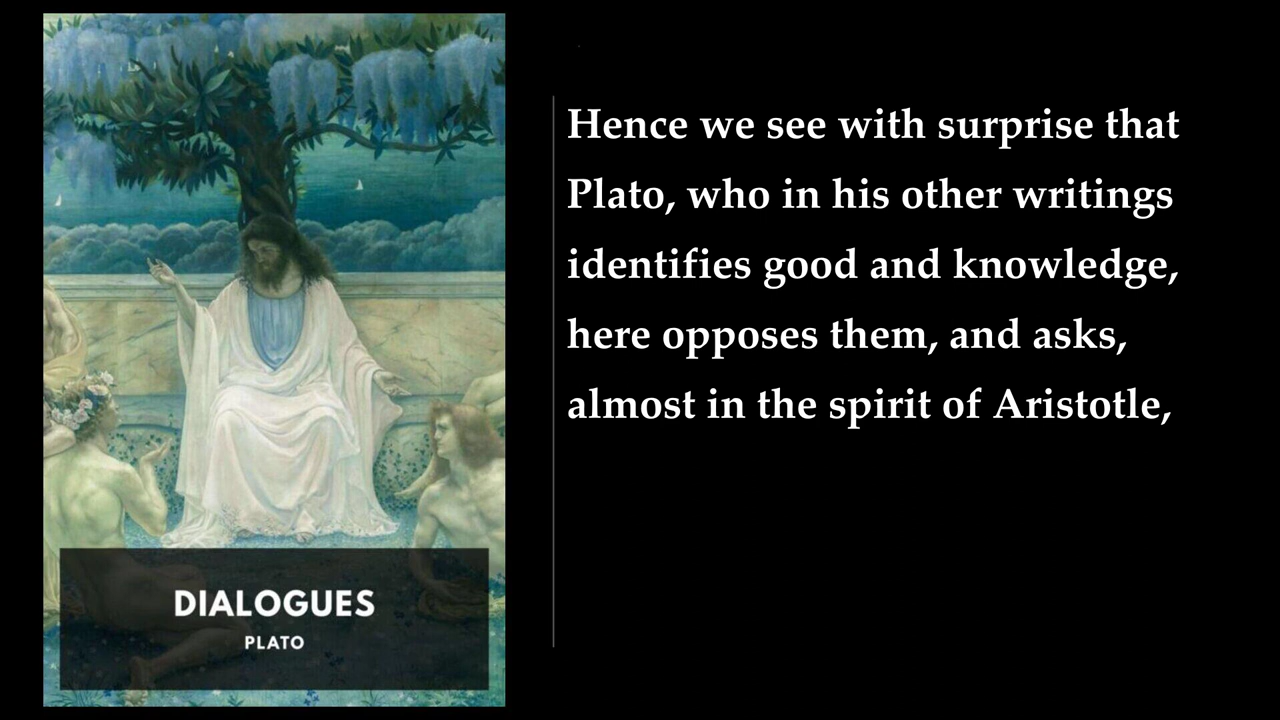 DIALOGUES
PLATO
Hence we see with surprise that
Plato, who in his other writings
identifies good and knowledge,
here opposes them, and asks,
almost in the spirit of Aristotle,